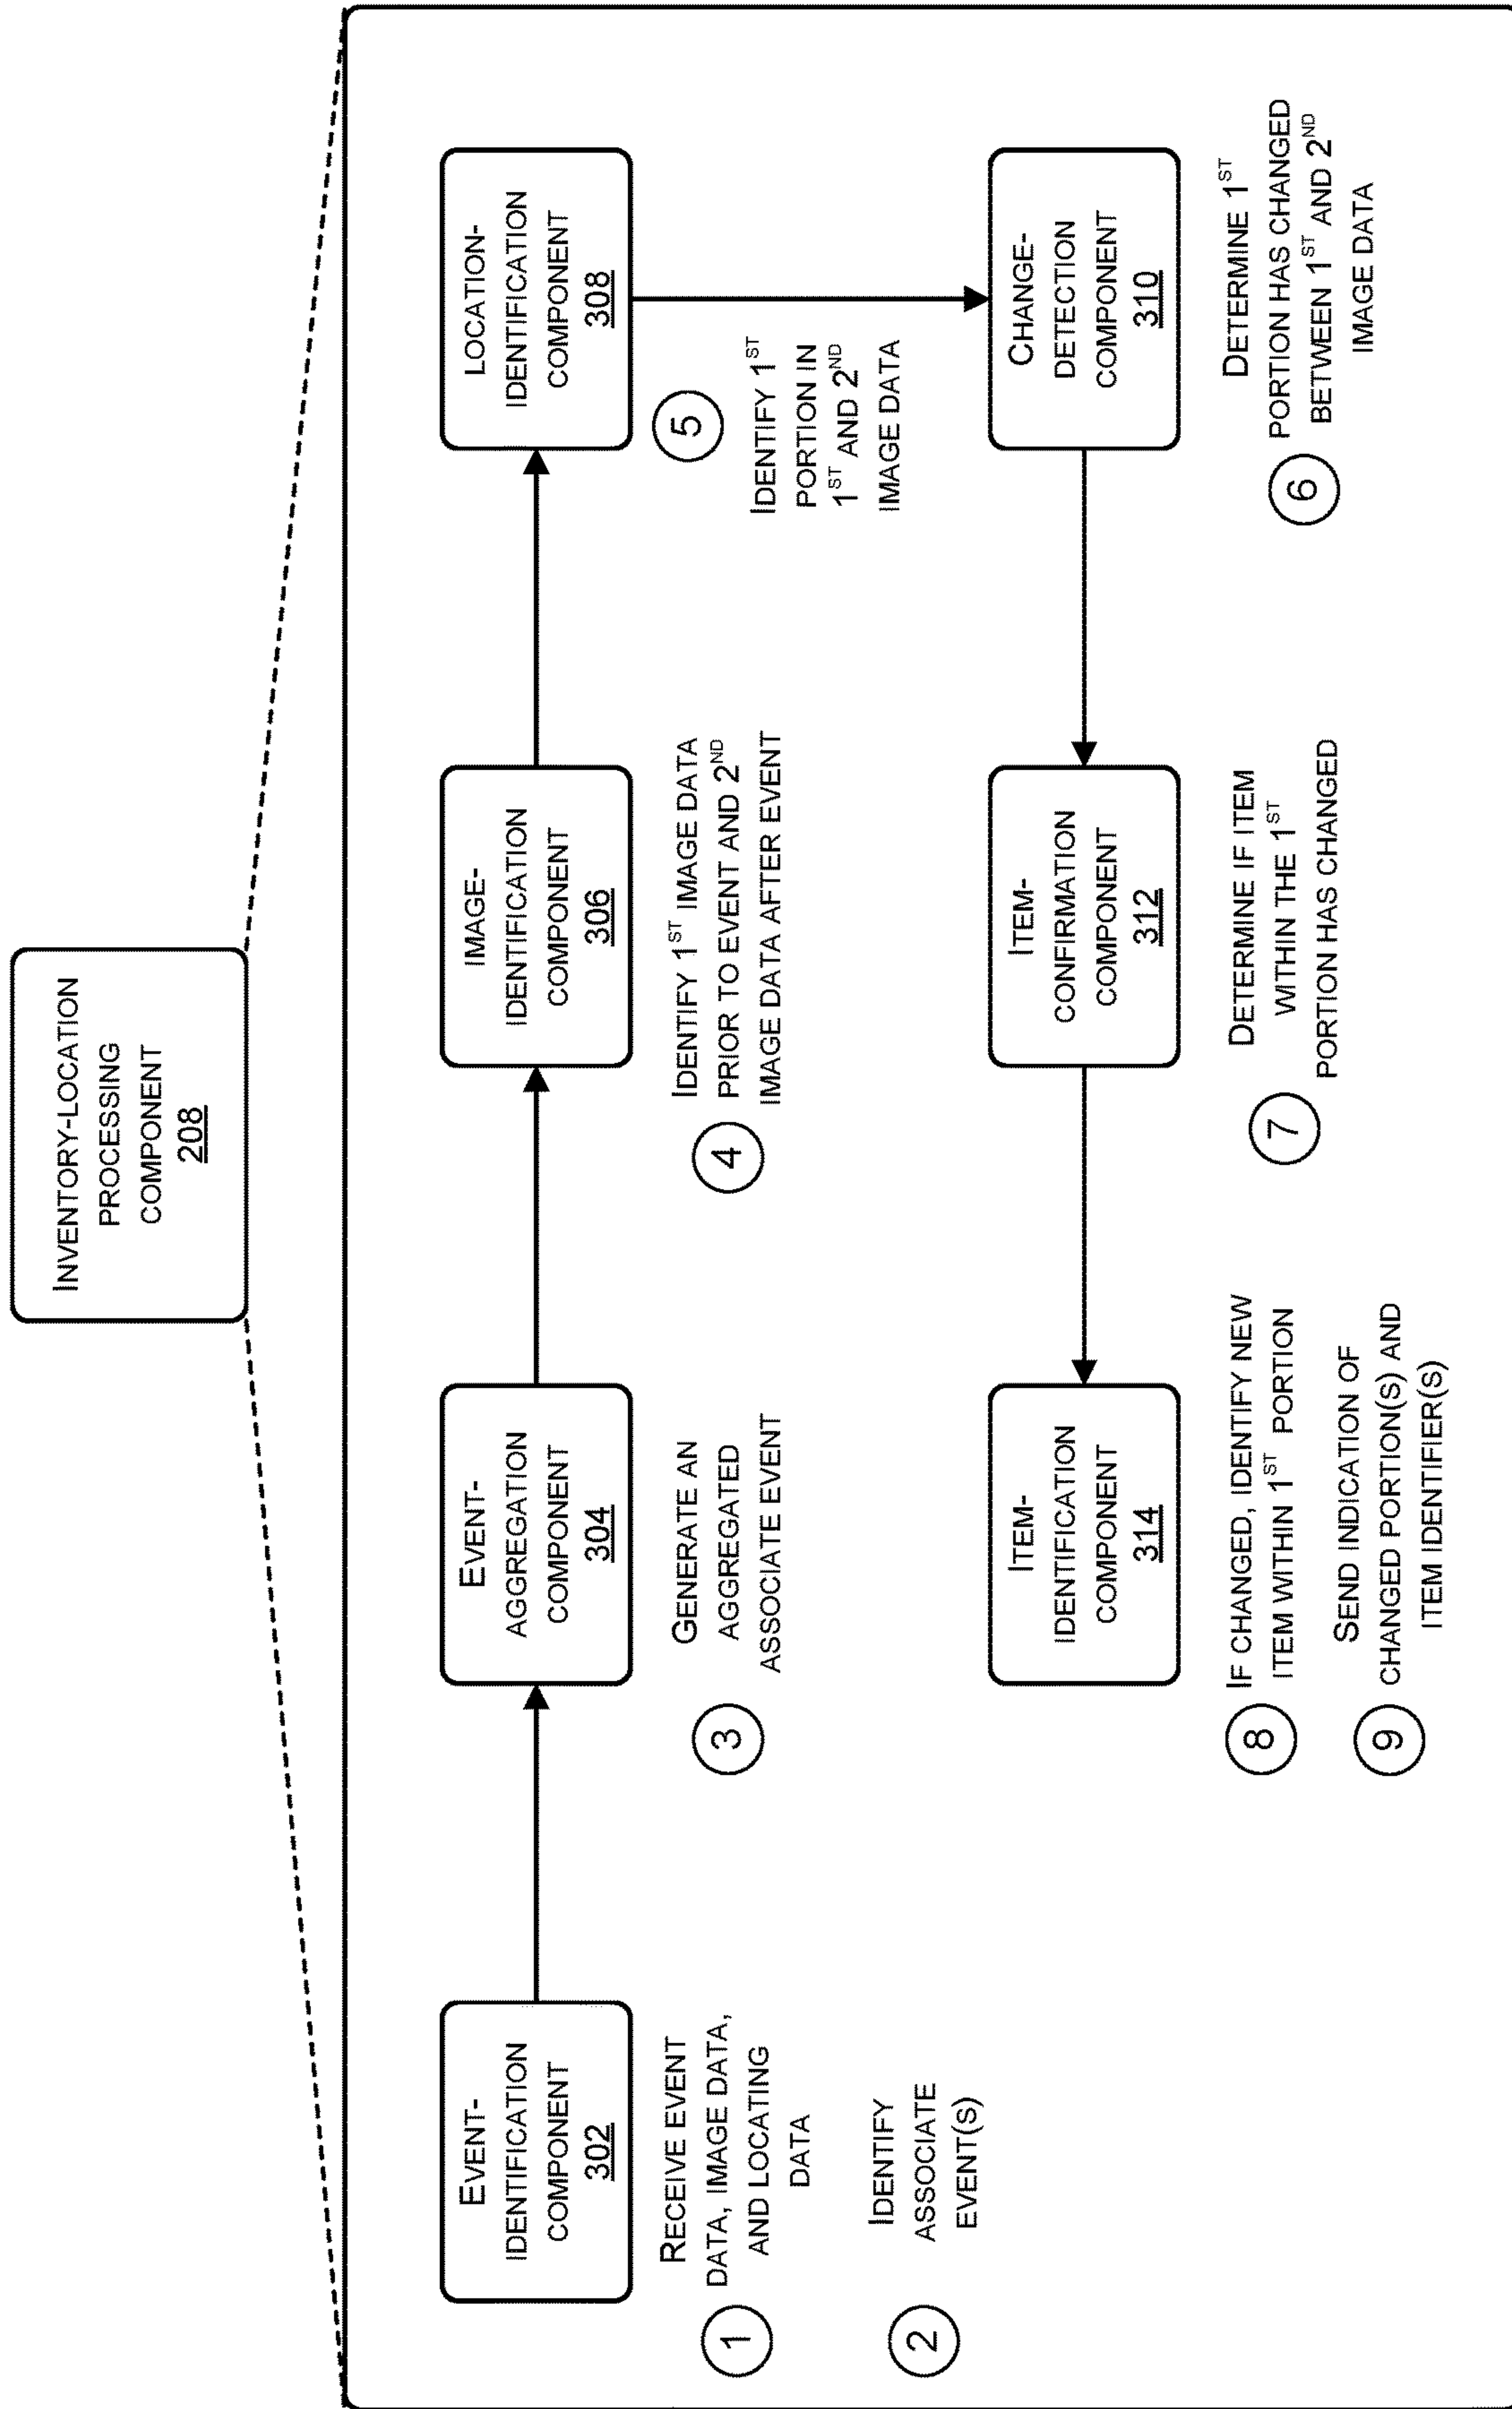 INVENTORY-LOCATION
PROCESSING
COMPONENT
208
EVENT-
IDENTIFICATION
COMPONENT
302
1
RECEIVE EVENT
DATA, IMAGE DATA,
AND LOCATING
DATA
2
IDENTIFY
ASSOCIATE
EVENT(S)
EVENT-
AGGREGATION
COMPONENT
304
3
GENERATE AN
AGGREGATED
ASSOCIATE EVENT
IMAGE-
IDENTIFICATION
COMPONENT
306
4
IDENTIFY 1ST IMAGE DATA
PRIOR TO EVENT AND 2ND
IMAGE DATA AFTER EVENT
LOCATION-
IDENTIFICATION
COMPONENT
308
5
IDENTIFY 1ST
PORTION IN
1ST AND 2ND
IMAGE DATA
CHANGE-
DETECTION
COMPONENT
310
6
DETERMINE 1ST
PORTION HAS CHANGED
BETWEEN 1ST AND 2ND
IMAGE DATA
ITEM-
CONFIRMATION
COMPONENT
312
7
DETERMINE IF ITEM
WITHIN THE 1ST
PORTION HAS CHANGED
ITEM-
IDENTIFICATION
COMPONENT
314
8
IF CHANGED, IDENTIFY NEW
ITEM WITHIN 1ST PORTION
9
SEND INDICATION OF
CHANGED PORTION(S) AND
ITEM IDENTIFIER(S)